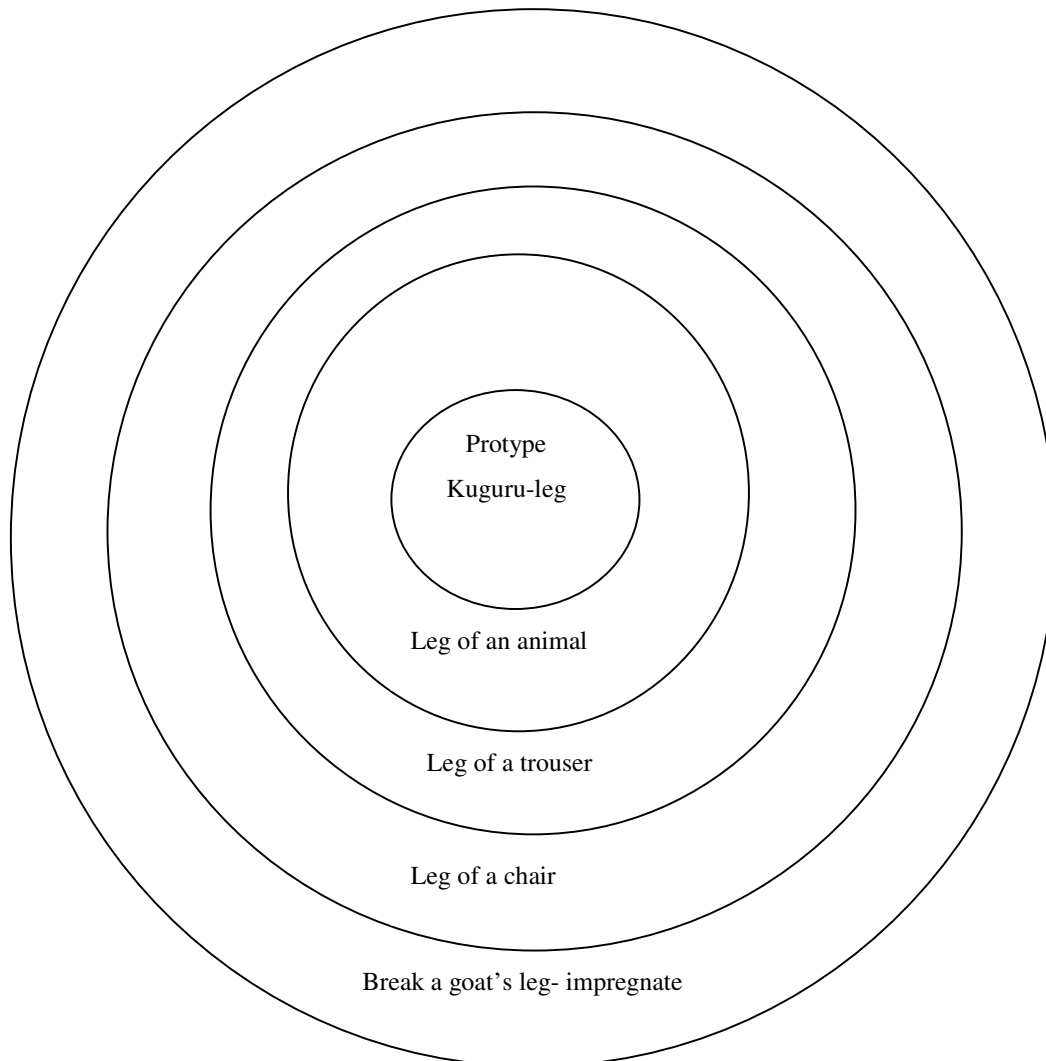 Protype
Kuguru-leg
Leg of an animal
Leg of a trouser
Leg of a chair
Break a goat’s leg- impregnate